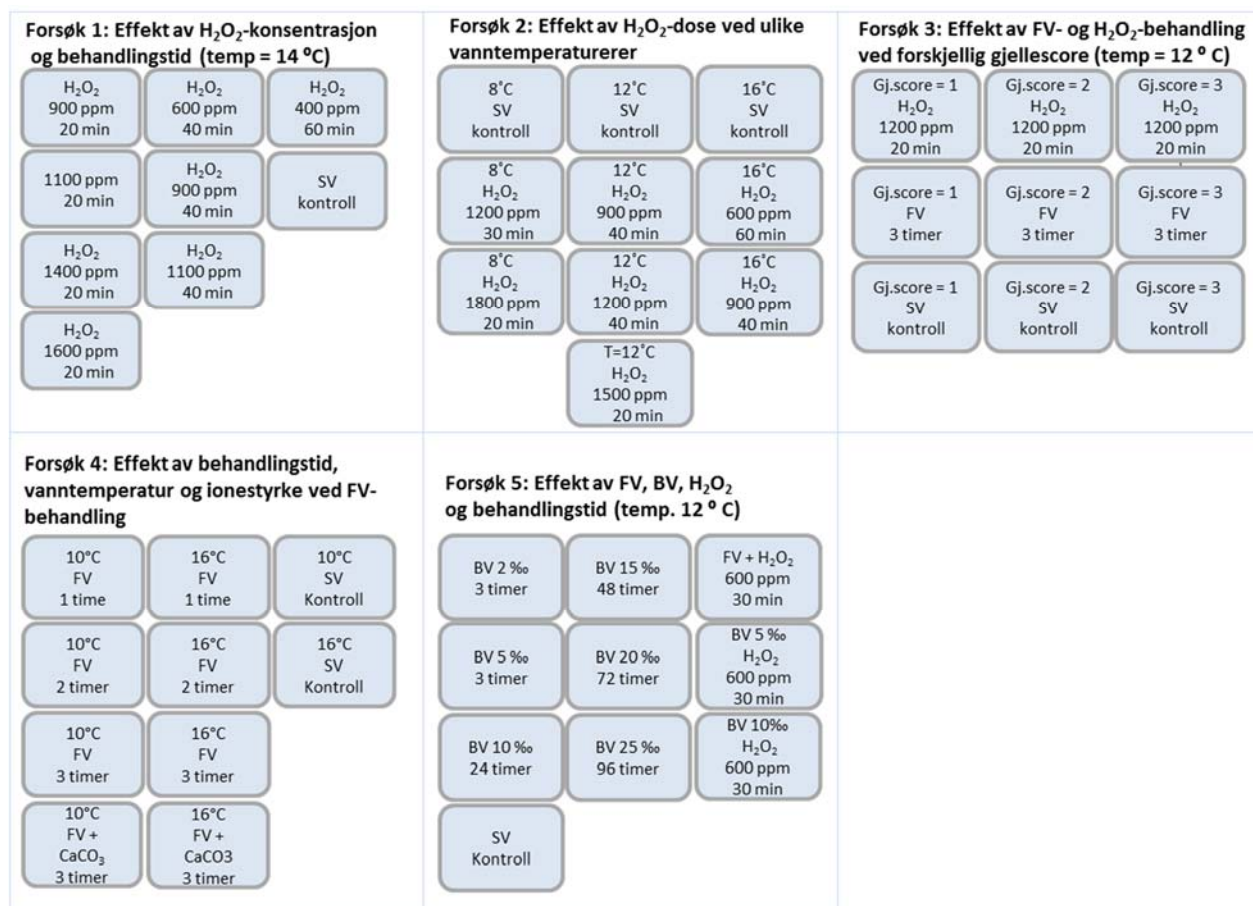 Forsøk 1: Effekt av H₂O₂-konsentrasjon
og behandlingstid (temp = 14 ⁰C)
H₂O₂
900 ppm
20 min
H₂O₂
600 ppm
40 min
H₂O₂
400 ppm
60 min
1100 ppm
20 min
H₂O₂
900 ppm
40 min
SV
kontroll
H₂O₂
1400 ppm
20 min
H₂O₂
1100 ppm
40 min
H₂O₂
1600 ppm
20 min
Forsøk 2: Effekt av H₂O₂-dose ved ulike
vanntemperaturerer
8˚C
SV
kontroll
12˚C
SV
kontroll
16˚C
SV
kontroll
8˚C
H₂O₂
1200 ppm
30 min
12˚C
H₂O₂
900 ppm
40 min
16˚C
H₂O₂
600 ppm
60 min
8˚C
H₂O₂
1800 ppm
20 min
12˚C
H₂O₂
1200 ppm
40 min
16˚C
H₂O₂
900 ppm
40 min
T=12˚C
H₂O₂
1500 ppm
20 min
Forsøk 3: Effekt av FV- og H₂O₂-behandling
ved forskjellig gjellescore (temp = 12 ⁰ C)
Gj.score = 1
H₂O₂
1200 ppm
20 min
Gj.score = 2
H₂O₂
1200 ppm
20 min
Gj.score = 3
H₂O₂
1200 ppm
20 min
Gj.score = 1
FV
3 timer
Gj.score = 2
FV
3 timer
Gj.score = 3
FV
3 timer
Gj.score = 1
SV
kontroll
Gj.score = 2
SV
kontroll
Gj.score = 3
SV
kontroll
Forsøk 4: Effekt av behandlingstid,
vanntemperatur og ionestyrke ved FV-
behandling
10°C
FV
1 time
16°C
FV
1 time
10°C
SV
Kontroll
10°C
FV
2 timer
16°C
FV
2 timer
16°C
SV
Kontroll
10°C
FV
3 timer
16°C
FV
3 timer
10°C
FV +
CaCO₃
3 timer
16°C
FV +
CaCO3
3 timer
Forsøk 5: Effekt av FV, BV, H₂O₂
og behandlingstid (temp. 12 ⁰ C)
BV 2 ‰
3 timer
BV 15 ‰
48 timer
FV + H₂O₂
600 ppm
30 min
BV 5 ‰
3 timer
BV 20 ‰
72 timer
BV 5 ‰
H₂O₂
600 ppm
30 min
BV 10 ‰
24 timer
BV 25 ‰
96 timer
BV 10‰
H₂O₂
600 ppm
30 min
SV
Kontroll